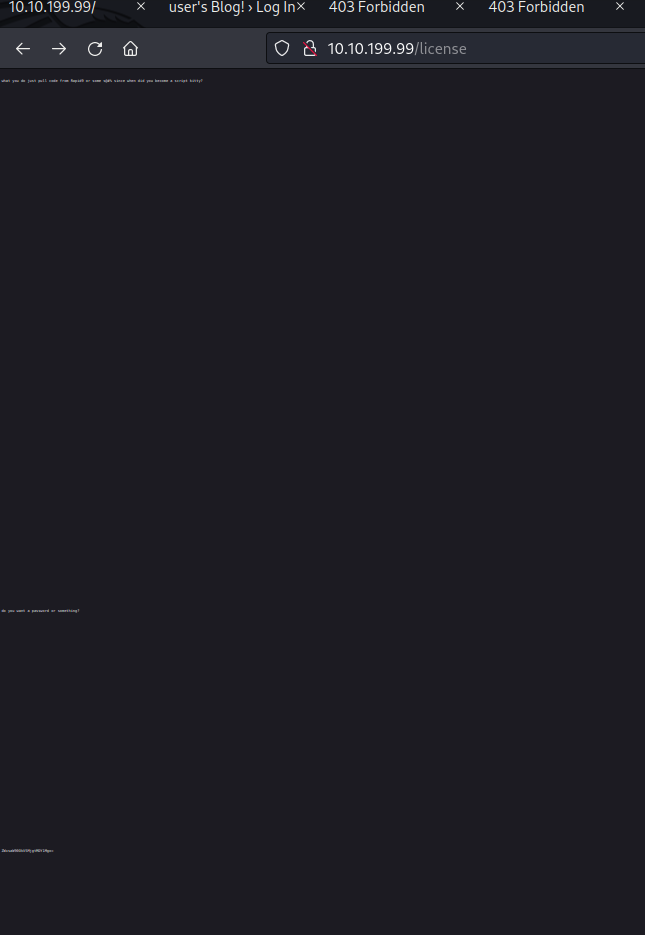 10.10.199.99/
user's Blog! › Log In
403 Forbidden
403 Forbidden
10.10.199.99/license
what you do just pull code from Rapid9 or some s@#% since when did you become a script kitty?
do you want a password or something?